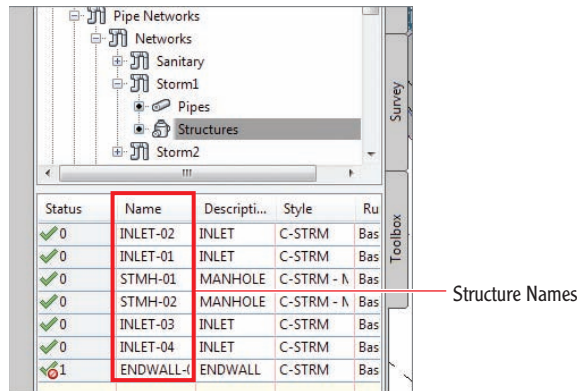 Pipe Networks
Networks
Sanitary
Storm1
Pipes
Structures
Storm2
Survey
Toolbox
Status Name Descripti... Style Ru
0 INLET-02 INLET C-STRM Bas
0 INLET-01 INLET C-STRM Bas
0 STMH-01 MANHOLE C-STRM - N Bas
0 STMH-02 MANHOLE C-STRM - N Bas
0 INLET-03 INLET C-STRM Bas
0 INLET-04 INLET C-STRM Bas
1 ENDWALL-( ENDWALL C-STRM Bas
Structure Names